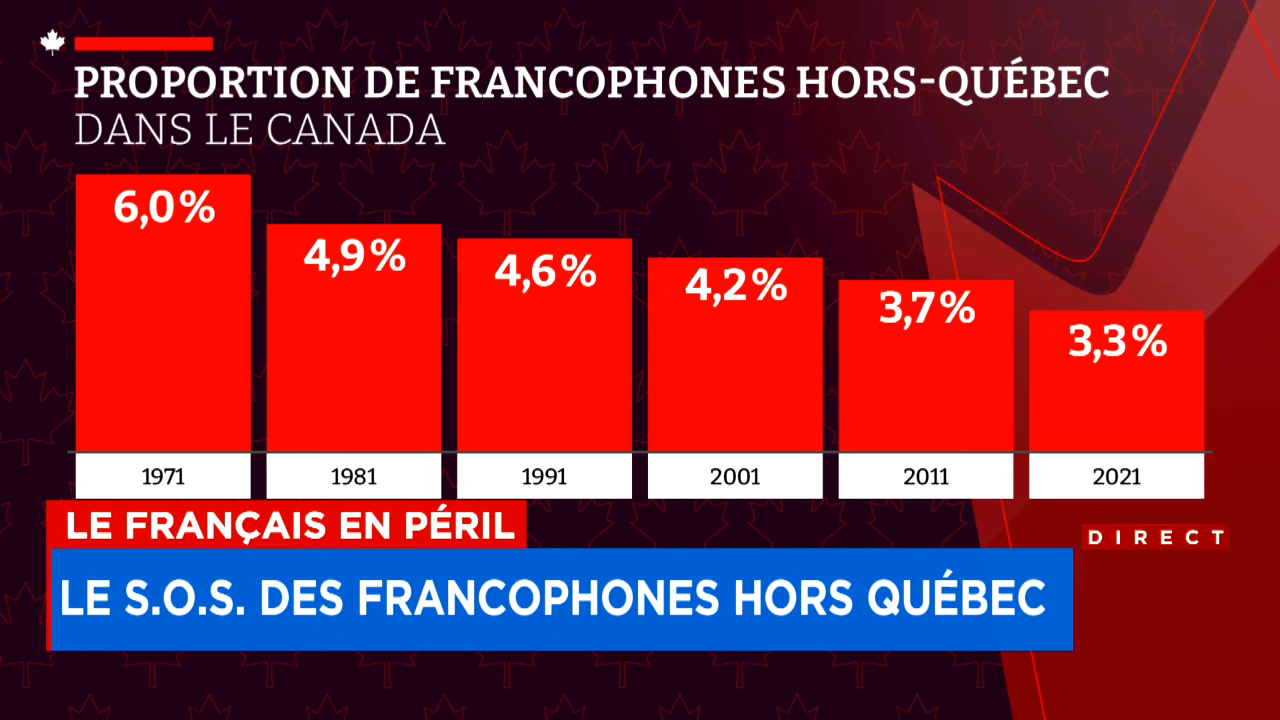 PROPORTION DE FRANCOPHONES HORS-QUÉBEC
DANS LE CANADA
6,0%
4,9%
4,6%
4,2%
3,7%
3,3%
1971
1981
1991
2001
2011
2021
LE FRANÇAIS EN PÉRIL
DIRECT
LE S.O.S. DES FRANCOPHONES HORS QUÉBEC